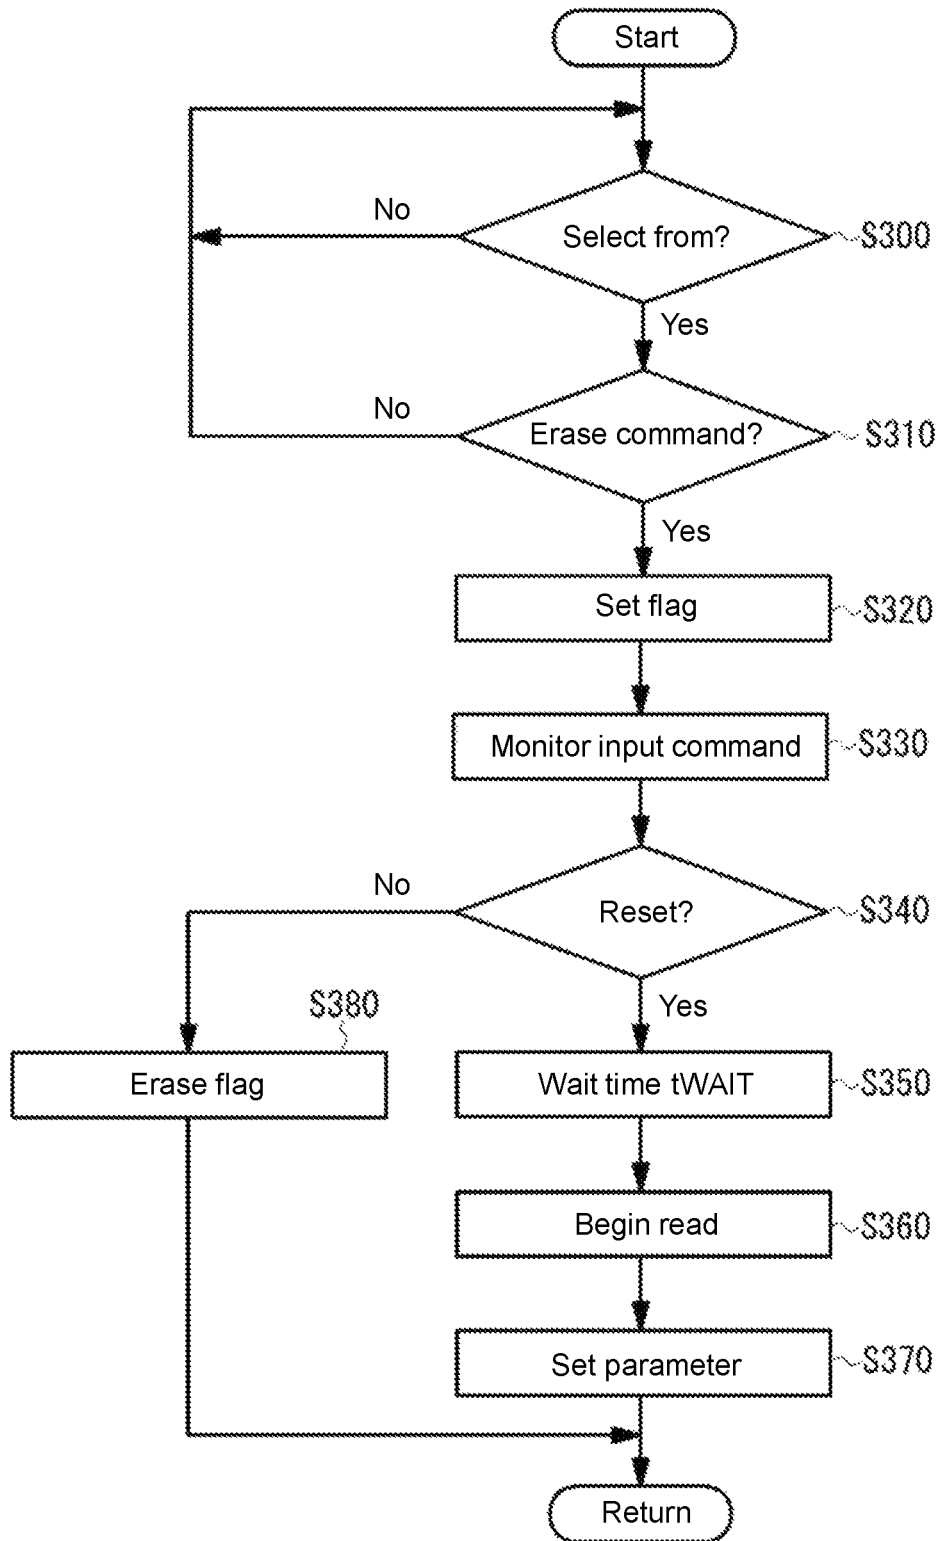 Start
No
Select from?
S300
Yes
No
Erase command?
S310
Yes
Set flag
S320
Monitor input command
S330
No
Reset?
S340
Yes
S380
Erase flag
Wait time tWAIT
S350
Begin read
S360
Set parameter
S370
Return